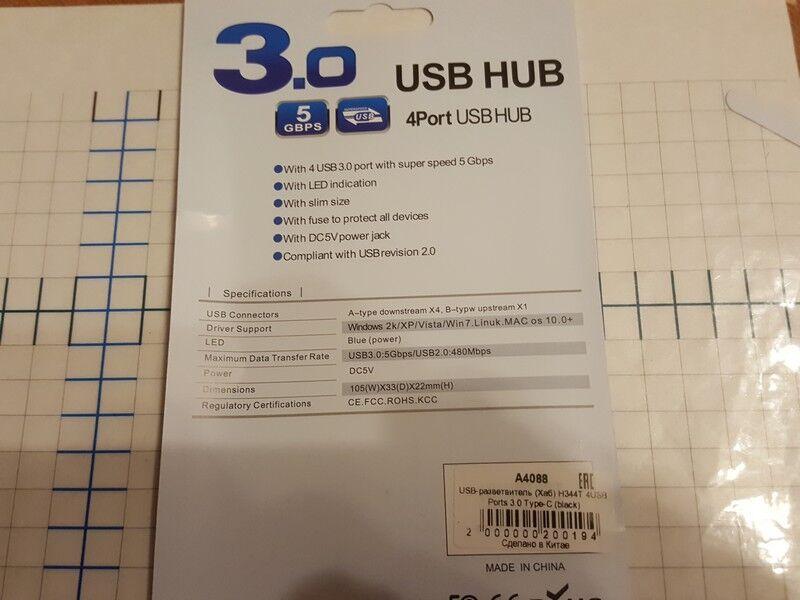 3.0 USB HUB
5 GBPS
SUPERSPEED USB
4Port USB HUB
With 4 USB 3.0 port with super speed 5 Gbps
With LED indication
With slim size
With fuse to protect all devices
With DC5V power jack
Compliant with USB revision 2.0
Specifications
USB Connectors A-type downstream X4, B-typw upstream X1
Driver Support Windows 2k/XP/Vista/Win7.Linuk.MAC os 10.0+
LED Blue (power)
Maximum Data Transfer Rate USB3.0:5Gbps/USB2.0:480Mbps
Power DC5V
Dimensions 105(W)X33(D)X22mm(H)
Regulatory Certifications CE.FCC.ROHS.KCC
A4088 EAC
USB-разветвитель (Хаб) H344T 4USB
Ports 3.0 Type-C (black)
2 000000 200194
Сделано в Китае
MADE IN CHINA